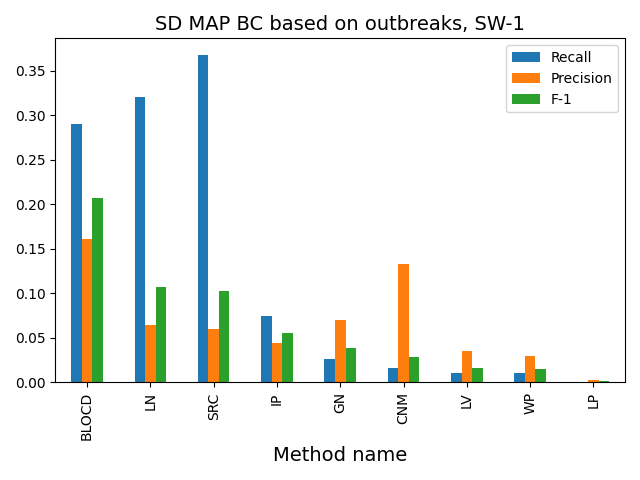 SD MAP BC based on outbreaks, SW-1
Recall
Precision
F-1
0.35
0.30
0.25
0.20
0.15
0.10
0.05
0.00
BLOCD
LN
SRC
IP
GN
CNM
LV
WP
LP
Method name